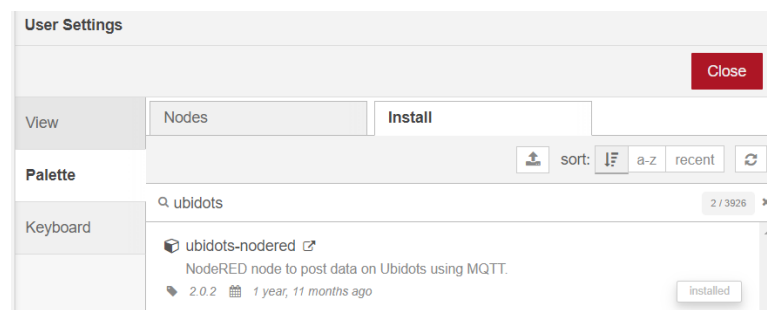 User Settings
Close
View
Nodes
Install
Palette
sort: a-z recent
ubidots
2 / 3926
Keyboard
ubidots-nodered
NodeRED node to post data on Ubidots using MQTT.
2.0.2 1 year, 11 months ago
installed